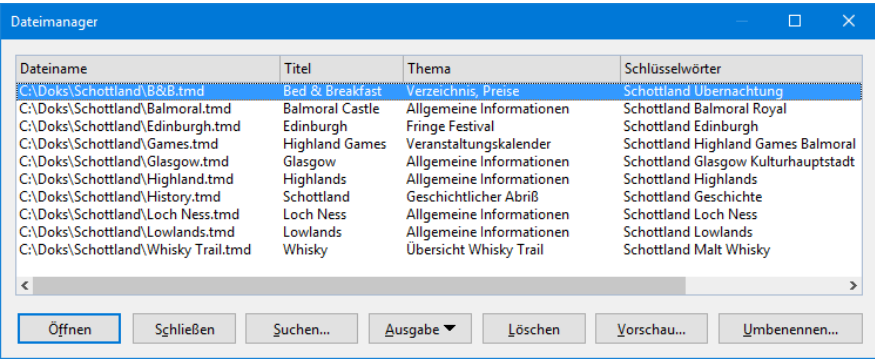 Dateimanager
Dateiname Titel Thema Schlüsselwörter
C:\Doks\Schottland\B&B.tmd Bed & Breakfast Verzeichnis, Preise Schottland Übernachtung
C:\Doks\Schottland\Balmoral.tmd Balmoral Castle Allgemeine Informationen Schottland Balmoral Royal
C:\Doks\Schottland\Edinburgh.tmd Edinburgh Fringe Festival Schottland Edinburgh
C:\Doks\Schottland\Games.tmd Highland Games Veranstaltungskalender Schottland Highland Games Balmoral
C:\Doks\Schottland\Glasgow.tmd Glasgow Allgemeine Informationen Schottland Glasgow Kulturhauptstadt
C:\Doks\Schottland\Highland.tmd Highlands Allgemeine Informationen Schottland Highlands
C:\Doks\Schottland\History.tmd Schottland Geschichtlicher Abriß Schottland Geschichte
C:\Doks\Schottland\Loch Ness.tmd Loch Ness Allgemeine Informationen Schottland Loch Ness
C:\Doks\Schottland\Lowlands.tmd Lowlands Allgemeine Informationen Schottland Lowlands
C:\Doks\Schottland\Whisky Trail.tmd Whisky Übersicht Whisky Trail Schottland Malt Whisky
Öffnen Schließen Suchen... Ausgabe Löschen Vorschau... Umbenennen...